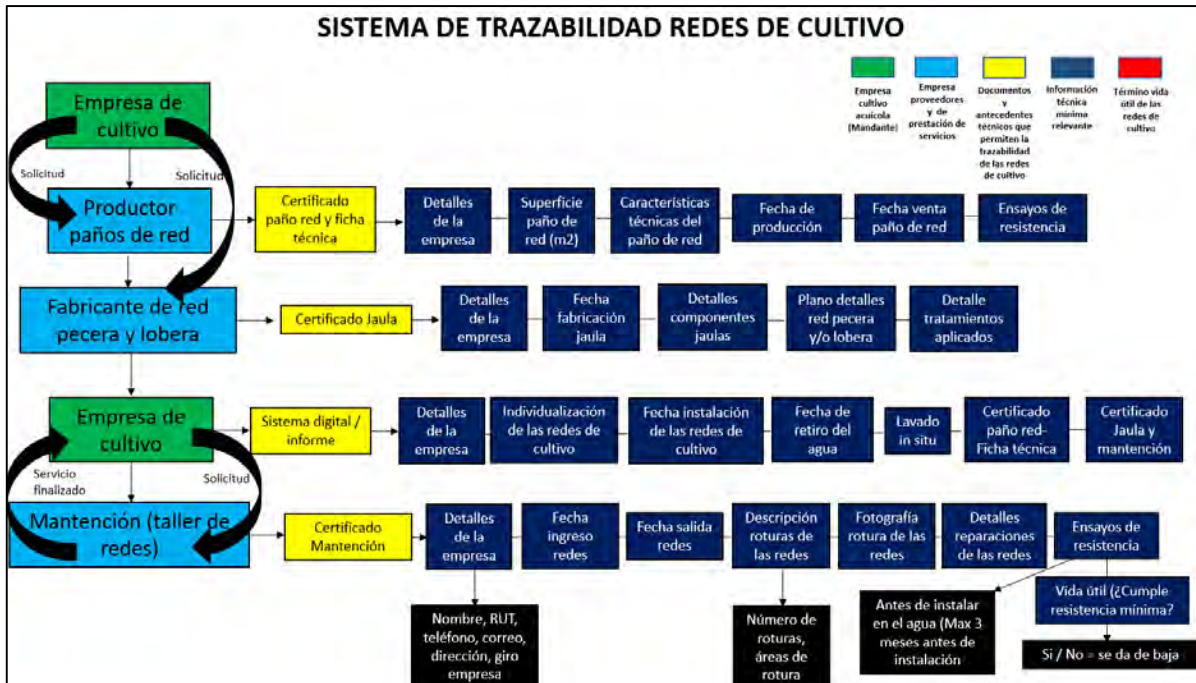 SISTEMA DE TRAZABILIDAD REDES DE CULTIVO
Empresa
cultivo
acuícola
(Mandante)
Empresa
proveedores
y de
prestación de
servicios
Documentos
y
antecedentes
técnicos que
permiten la
trazabilidad
de las redes
de cultivo
Información
técnica
mínima
relevante
Término vida
útil de las
redes de
cultivo
Empresa de
cultivo
Solicitud
Solicitud
Productor
paños de red
Certificado
paño red y ficha
técnica
Detalles
de la
empresa
Superficie
paño de
red (m2)
Características
técnicas del
paño de red
Fecha de
producción
Fecha venta
paño de red
Ensayos de
resistencia
Fabricante de red
pecera y lobera
Certificado Jaula
Detalles
de la
empresa
Fecha
fabricación
jaula
Detalles
componentes
jaulas
Plano detalles
red pecera
y/o lobera
Detalle
tratamientos
aplicados
Empresa de
cultivo
Sistema digital /
informe
Detalles
de la
empresa
Individualización
de las redes de
cultivo
Fecha instalación
de las redes de
cultivo
Fecha de
retiro del
agua
Lavado
in situ
Certificado
paño red-
Ficha técnica
Certificado
Jaula y
mantención
Servicio
finalizado
Solicitud
Mantención (taller de
redes)
Certificado
Mantención
Detalles
de la
empresa
Fecha
ingreso
redes
Fecha salida
redes
Descripción
roturas de
las redes
Fotografía
rotura de las
redes
Detalles
reparaciones
de las redes
Ensayos de
resistencia
Nombre, RUT,
teléfono, correo,
dirección, giro
empresa
Número de
roturas,
áreas de
rotura
Antes de instalar
en el agua (Max 3
meses antes de
instalación
Vida útil (¿Cumple
resistencia mínima?
Si / No = se da de baja